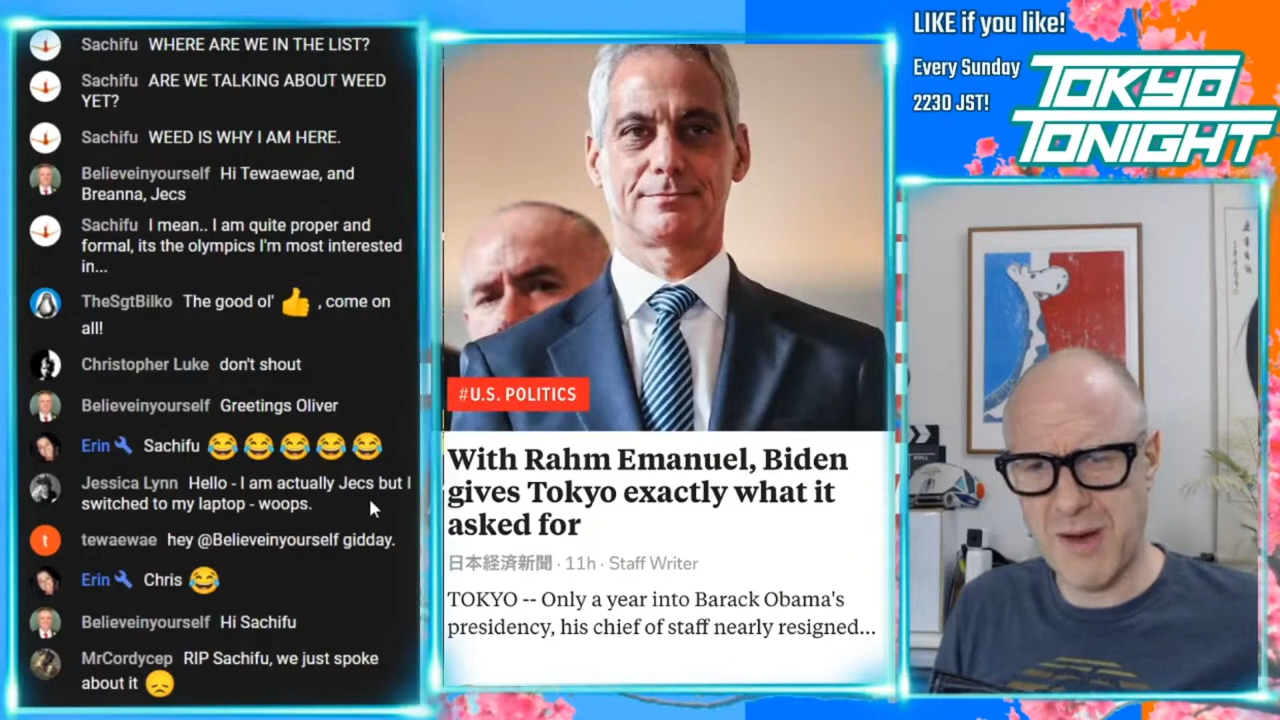 Sachifu WHERE ARE WE IN THE LIST?
Sachifu ARE WE TALKING ABOUT WEED
YET?
Sachifu WEED IS WHY I AM HERE.
Believeinyourself Hi Tewaewae, and
Breanna, Jecs
Sachifu I mean.. I am quite proper and
formal, its the olympics I'm most interested
in...
TheSgtBilko The good ol' 👍 , come on
all!
Christopher Luke don't shout
Believeinyourself Greetings Oliver
Erin Sachifu 😂😂😂😂😂
Jessica Lynn Hello - I am actually Jecs but I
switched to my laptop - woops.
t
tewaewae hey @Believeinyourself gidday.
Erin Chris 😂
Believeinyourself Hi Sachifu
MrCordycep RIP Sachifu, we just spoke
about it 😞
#U.S. POLITICS
With Rahm Emanuel, Biden
gives Tokyo exactly what it
asked for
日本経済新聞 · 11h · Staff Writer
TOKYO -- Only a year into Barack Obama's
presidency, his chief of staff nearly resigned...
LIKE if you like!
Every Sunday
2230 JST!
TOKYO
TONIGHT